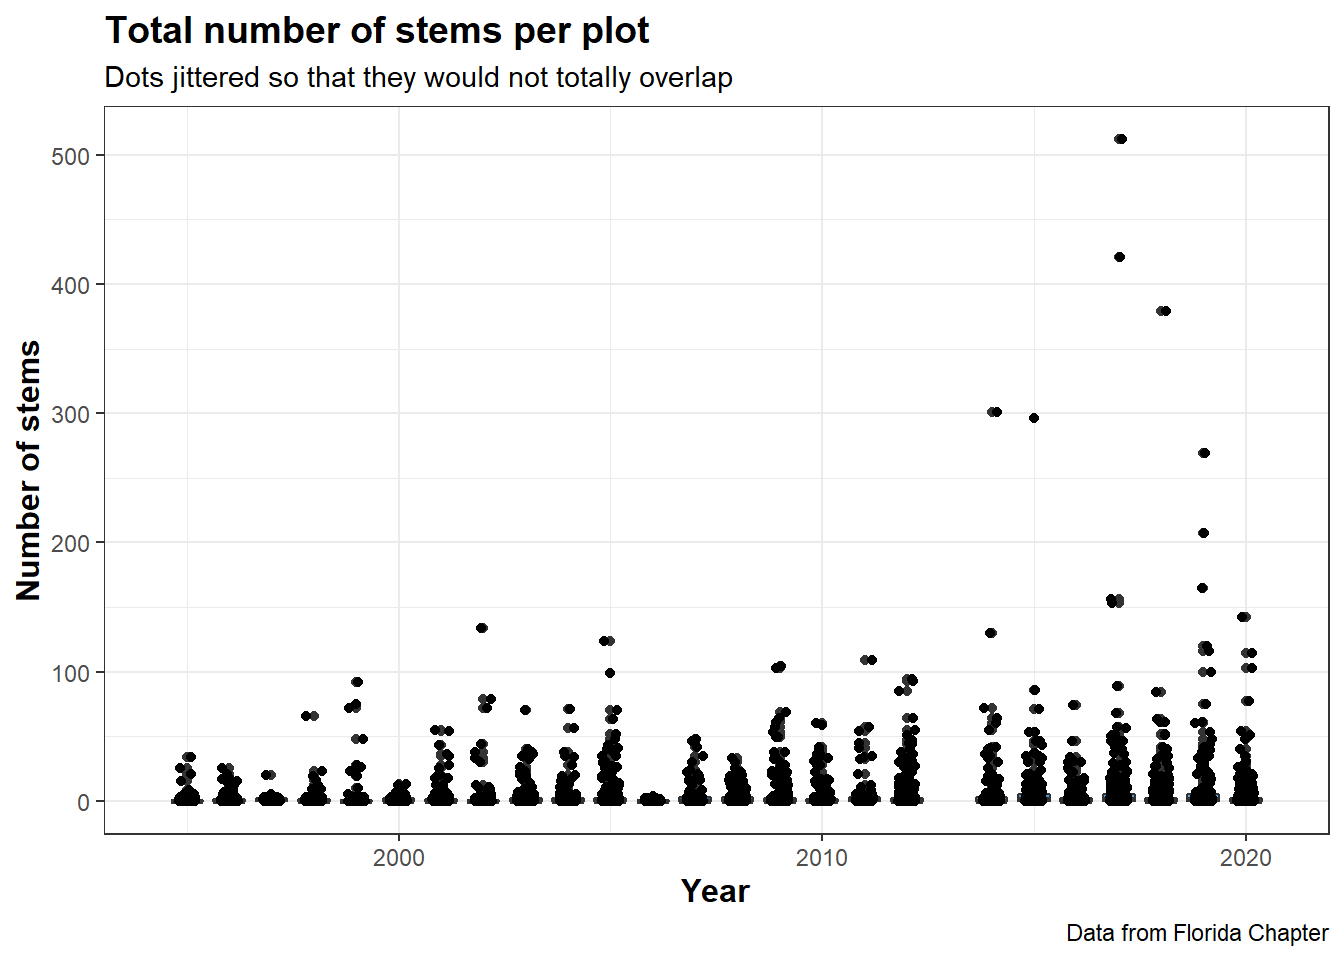 Total number of stems per plot
Dots jittered so that they would not totally overlap
500
400
300
200
100
0
Number of stems
2000 2010 2020
Year
Data from Florida Chapter